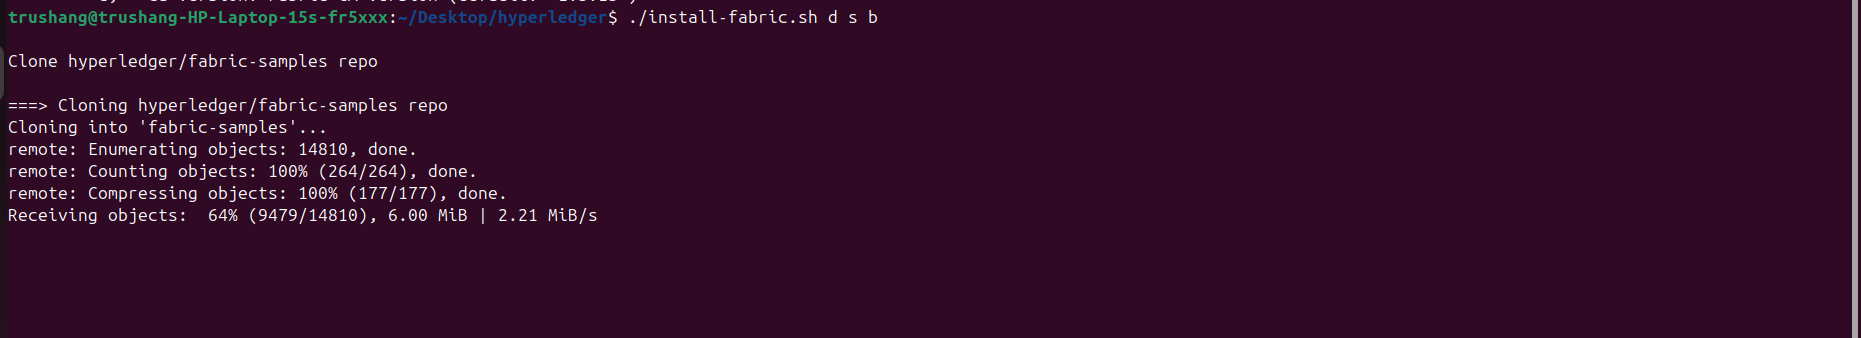 trushang@trushang-HP-Laptop-15s-fr5xxx:~/Desktop/hyperledger$ ./install-fabric.sh d s b
Clone hyperledger/fabric-samples repo
===> Cloning hyperledger/fabric-samples repo
Cloning into 'fabric-samples'...
remote: Enumerating objects: 14810, done.
remote: Counting objects: 100% (264/264), done.
remote: Compressing objects: 100% (177/177), done.
Receiving objects:  64% (9479/14810), 6.00 MiB | 2.21 MiB/s